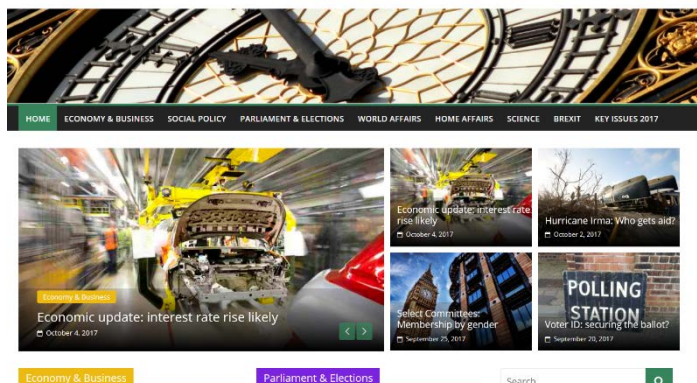 HOME ECONOMY & BUSINESS SOCIAL POLICY PARLIAMENT & ELECTIONS WORLD AFFAIRS HOME AFFAIRS SCIENCE BREXIT KEY ISSUES 2017
Economy & Business
Economic update: interest rate rise likely
October 4, 2017
Economic update: interest rate
rise likely
October 4, 2017
Hurricane Irma: Who gets aid?
October 2, 2017
Select Committees:
Membership by gender
September 25, 2017
POLLING
STATION
Voter ID: securing the ballot?
September 20, 2017
Economy & Business
Parliament & Elections
Search